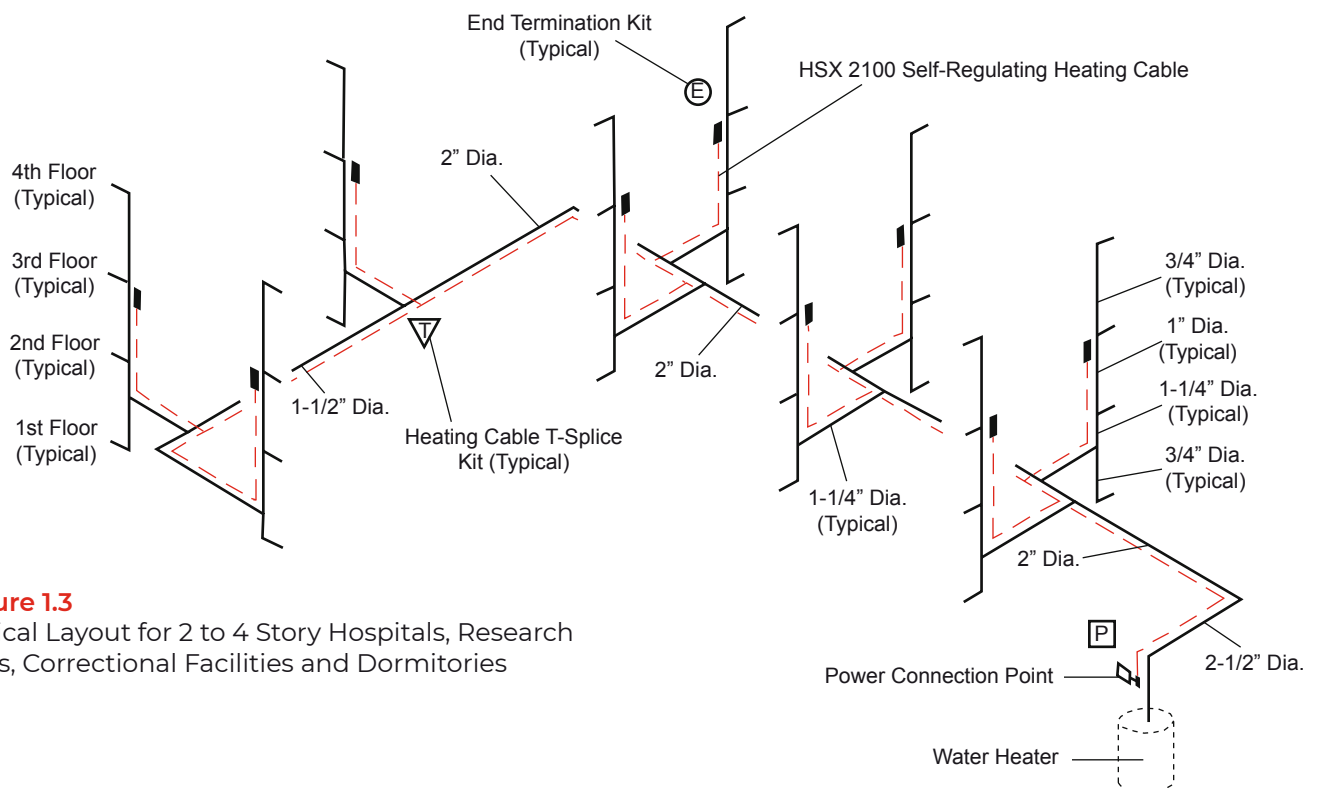 End Termination Kit
(Typical)
E
HSX 2100 Self-Regulating Heating Cable
2” Dia.
4th Floor
(Typical)
3rd Floor
(Typical)
2nd Floor
(Typical)
1st Floor
(Typical)
1-1/2” Dia.
T
Heating Cable T-Splice
Kit (Typical)
2” Dia.
3/4” Dia.
(Typical)
1” Dia.
(Typical)
1-1/4” Dia.
(Typical)
3/4” Dia.
(Typical)
1-1/4” Dia.
(Typical)
2” Dia.
2-1/2” Dia.
P
Power Connection Point
Water Heater
ure 1.3
ical Layout for 2 to 4 Story Hospitals, Research
s, Correctional Facilities and Dormitories